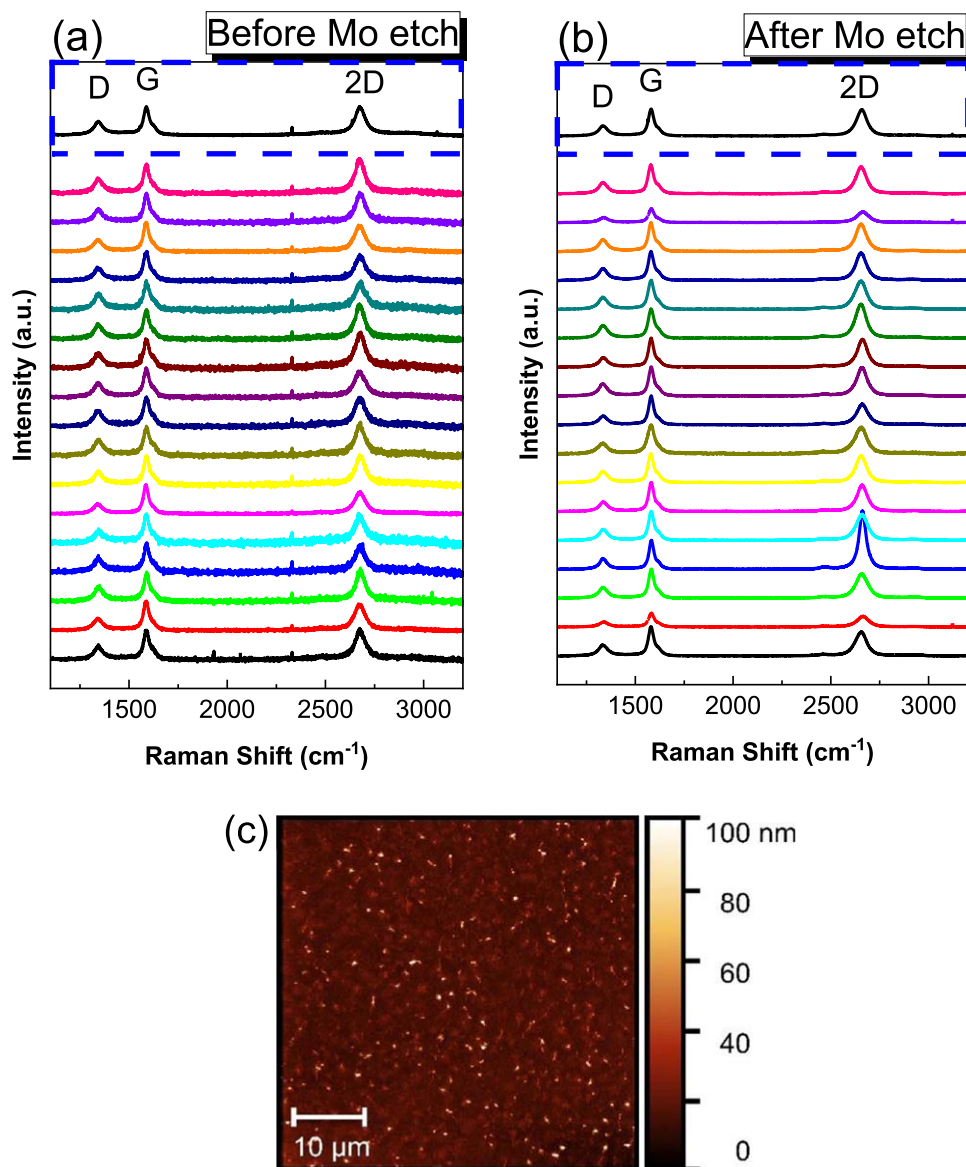 (a)
Before Mo etch
D
G
2D
Intensity (a.u.)
1500 2000 2500 3000
Raman Shift (cm⁻¹)
(b)
After Mo etch
D
G
2D
Intensity (a.u.)
1500 2000 2500 3000
Raman Shift (cm⁻¹)
(c)
100 nm
80
60
40
0
10 µm